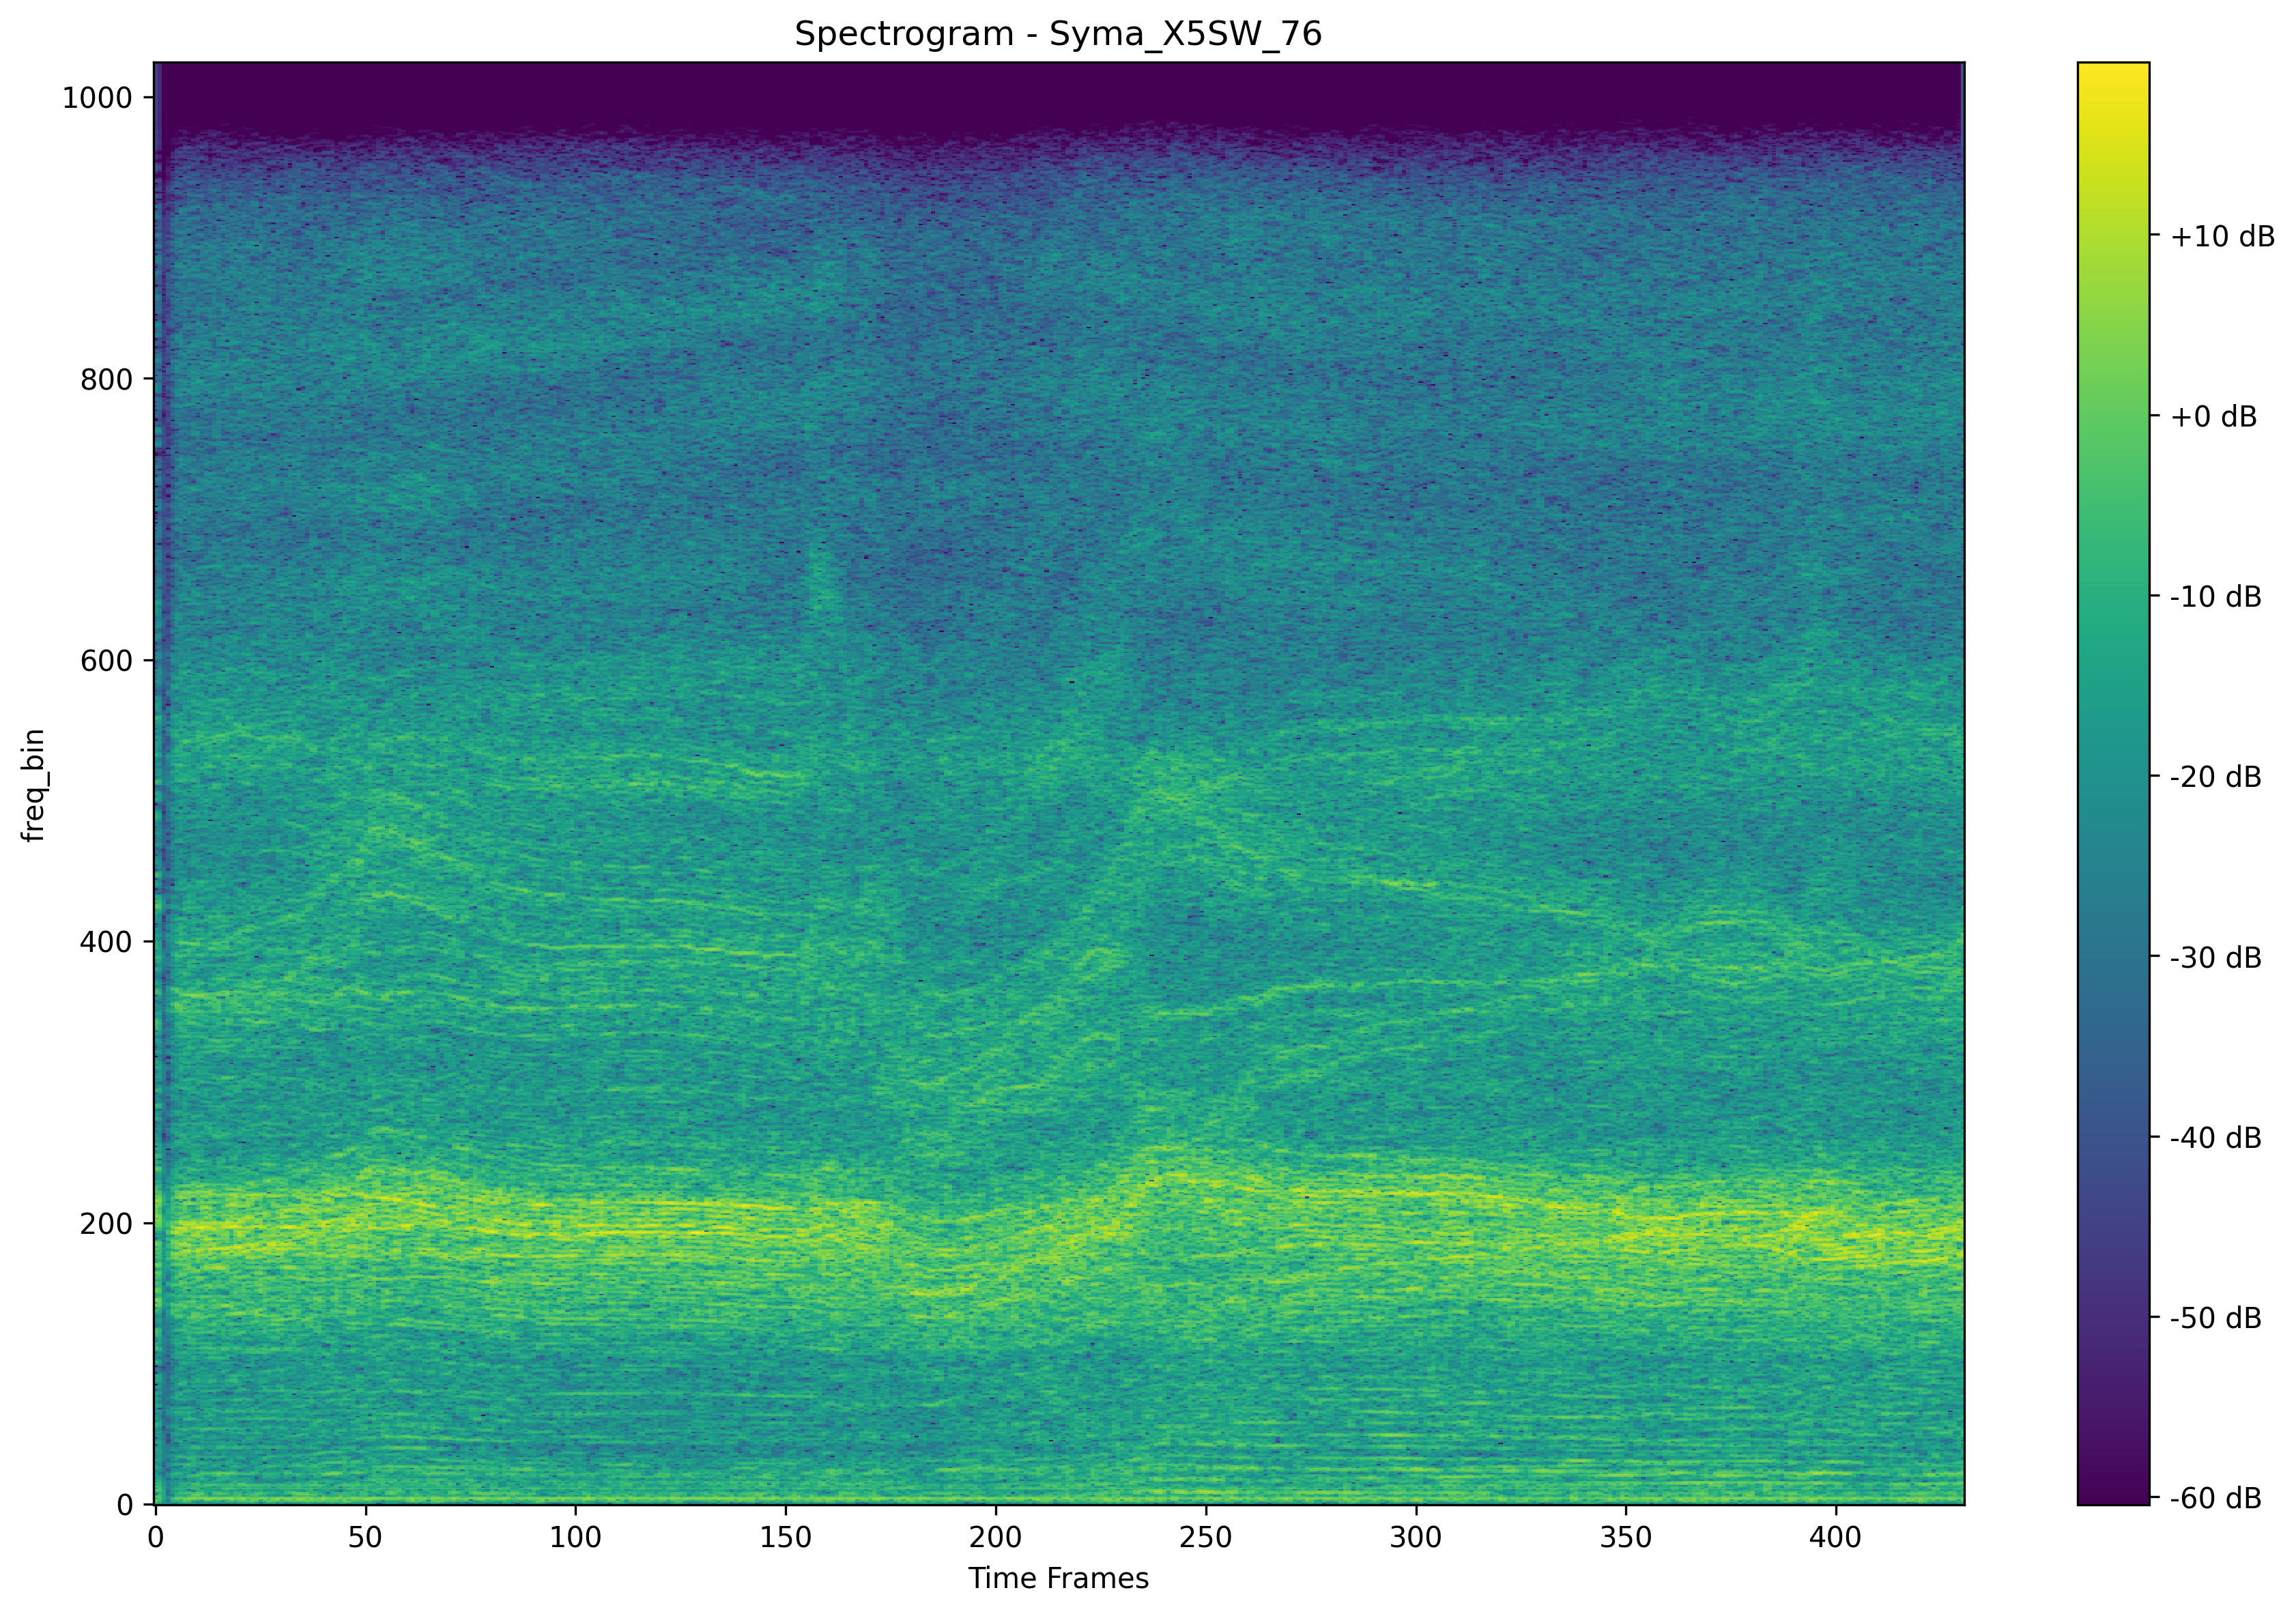 Spectrogram - Syma_X5SW_76
1000
800
600
400
200
0
freq_bin
0 50 100 150 200 250 300 350 400
Time Frames
+10 dB
+0 dB
-10 dB
-20 dB
-30 dB
-40 dB
-50 dB
-60 dB